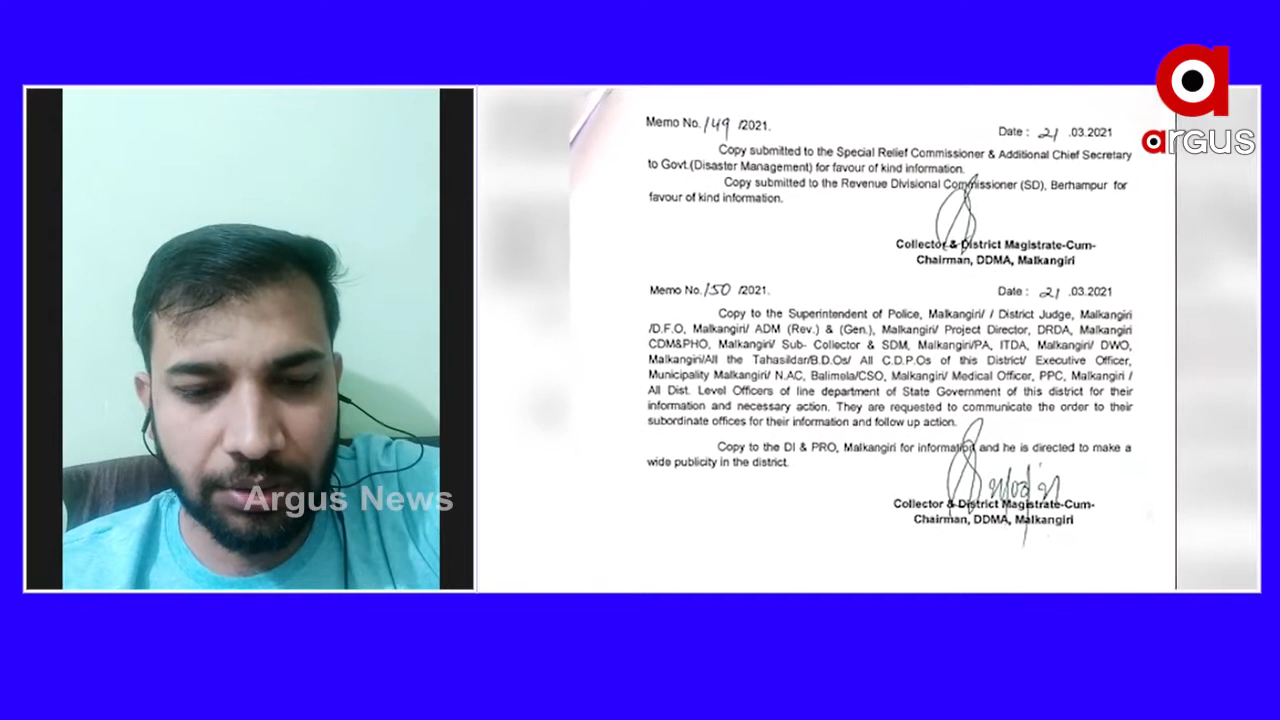 argus
Argus News
Memo No. 149 /2021.
Date : 21 .03.2021
Copy submitted to the Special Relief Commissioner & Additional Chief Secretary
to Govt.(Disaster Management) for favour of kind information.
Copy submitted to the Revenue Divisional Commissioner (SD), Berhampur for
favour of kind information.
Collector & District Magistrate-Cum-
Chairman, DDMA, Malkangiri
Memo No. 150 /2021.
Date : 21 .03.2021
Copy to the Superintendent of Police, Malkangiri/ / District Judge, Malkangiri
/D.F.O, Malkangiri/ ADM (Rev.) & (Gen.), Malkangiri/ Project Director, DRDA, Malkangiri
CDM&PHO, Malkangiri/ Sub- Collector & SDM, Malkangiri/PA, ITDA, Malkangiri/ DWO,
Malkangiri/All the Tahasildar/B.D.Os/ All C.D.P.Os of this District/ Executive Officer,
Municipality Malkangiri/ N.AC, Balimela/CSO, Malkangiri/ Medical Officer, PPC, Malkangiri /
All Dist. Level Officers of line department of State Government of this district for their
information and necessary action. They are requested to communicate the order to their
subordinate offices for their information and follow up action.
Copy to the DI & PRO, Malkangiri for information and he is directed to make a
wide publicity in the district.
Collector & District Magistrate-Cum-
Chairman, DDMA, Malkangiri